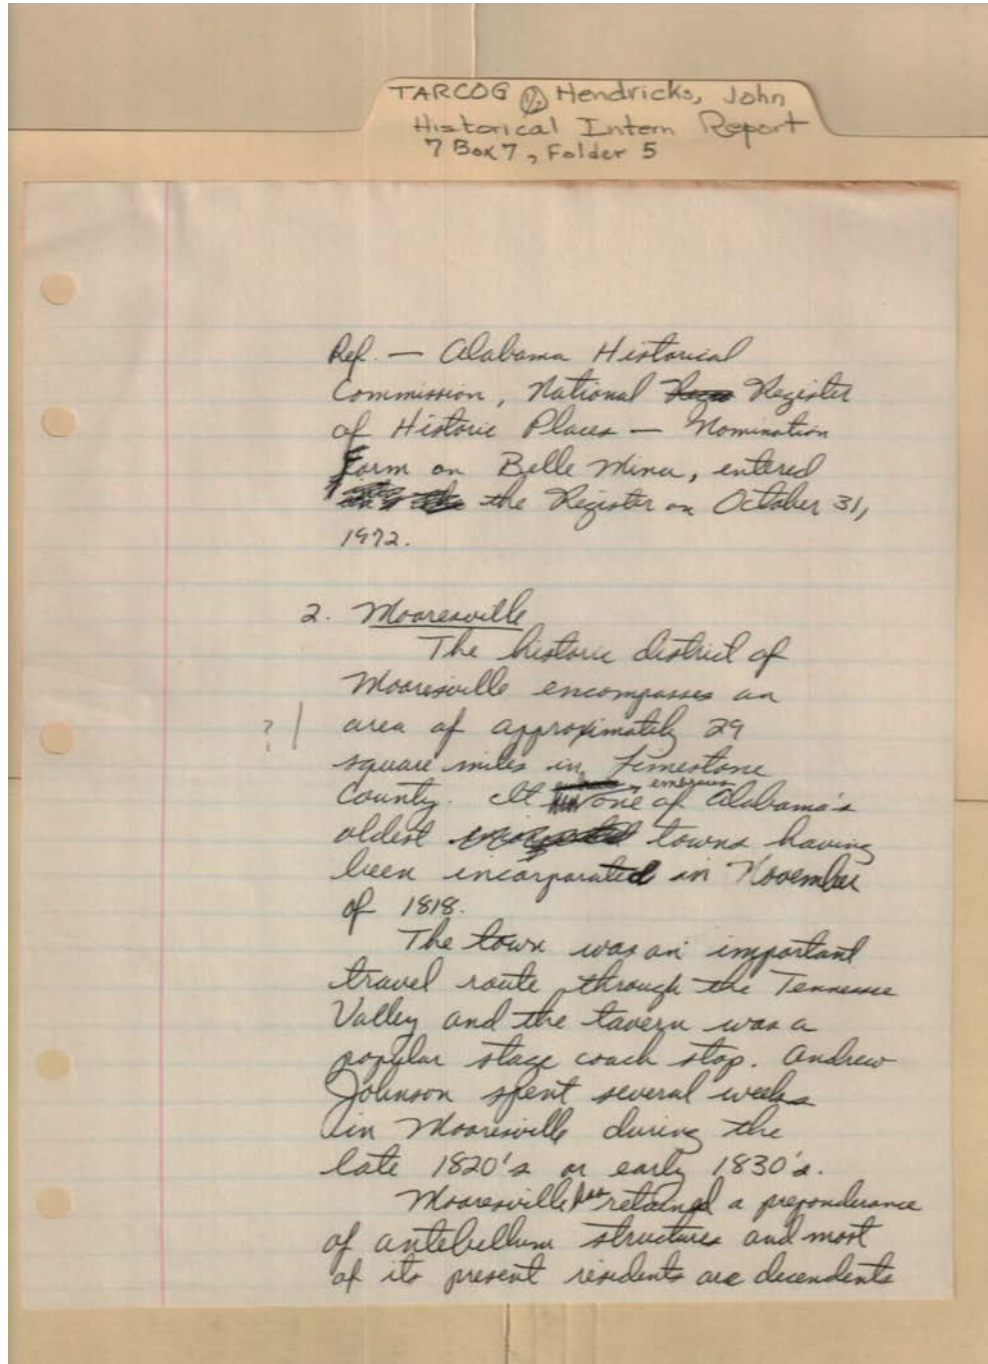 TARCOG 1/2 Hendricks, John
Historical Intern Report
7 Box 7, Folder 5
Ref. — Alabama Historical
Commission, National Register
of Historic Places — Nomination
Form on Belle Mina, entered
the Register on October 31,
1972.
2. Mooresville
The historic district of
Mooresville encompasses an
? area of approximately 29
square miles in Limestone
County. It embraces one of Alabama's
oldest towns having
been incorporated in November
of 1818.
The town was an important
travel route through the Tennessee
Valley and the tavern was a
popular stage coach stop. Andrew
Johnson spent several weeks
in Mooresville during the
late 1820's or early 1830's.
Mooresville has retained a preponderance
of antebellum structures and most
of its present residents are decendents